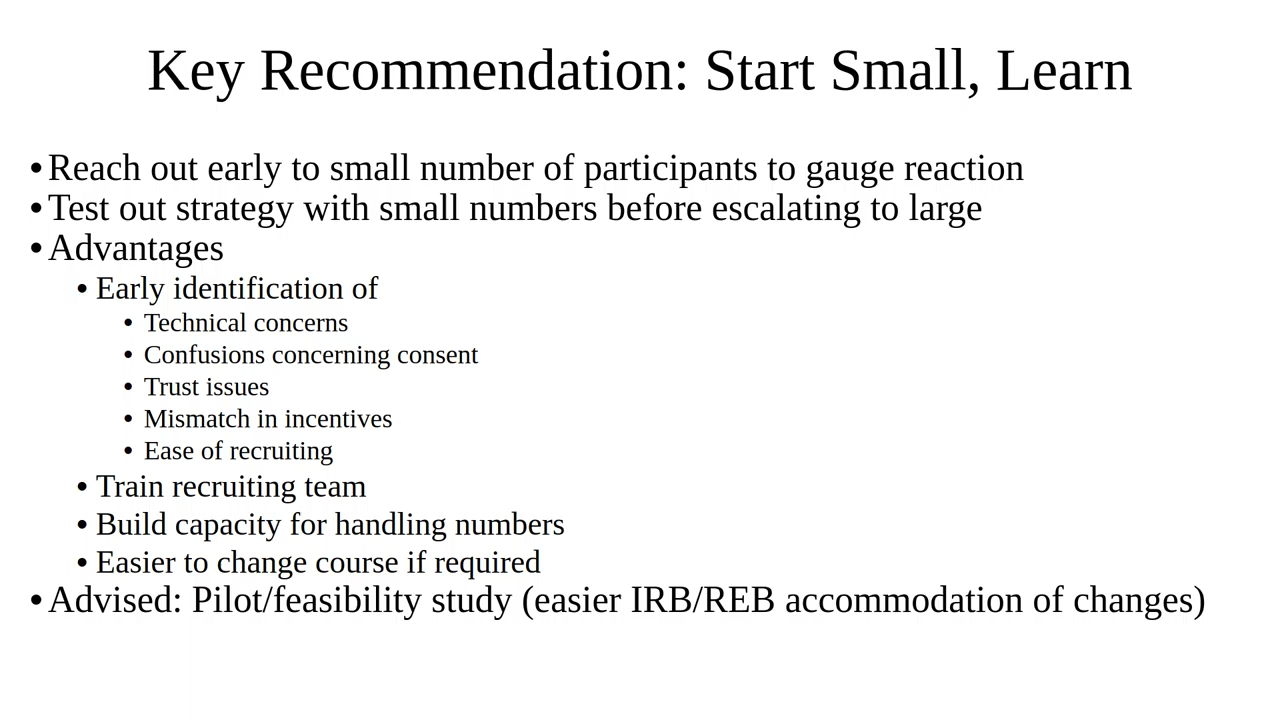 Key Recommendation: Start Small, Learn
• Reach out early to small number of participants to gauge reaction
• Test out strategy with small numbers before escalating to large
• Advantages
• Early identification of
• Technical concerns
• Confusions concerning consent
• Trust issues
• Mismatch in incentives
• Ease of recruiting
• Train recruiting team
• Build capacity for handling numbers
• Easier to change course if required
• Advised: Pilot/feasibility study (easier IRB/REB accommodation of changes)